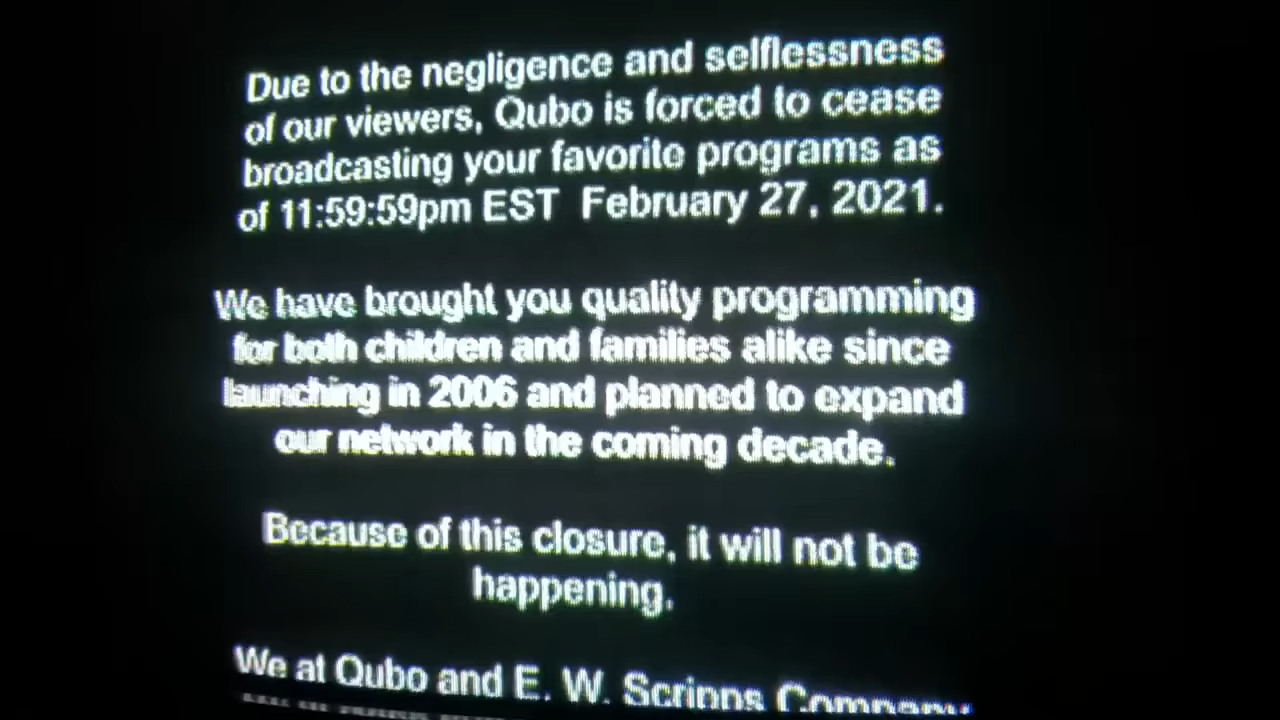 Due to the negligence and selflessness
of our viewers, Qubo is forced to cease
broadcasting your favorite programs as
of 11:59:59pm EST February 27, 2021.
We have brought you quality programming
for both children and families alike since
launching in 2006 and planned to expand
our network in the coming decade.
Because of this closure, it will not be
happening.
We at Qubo and E. W. Scripps Company